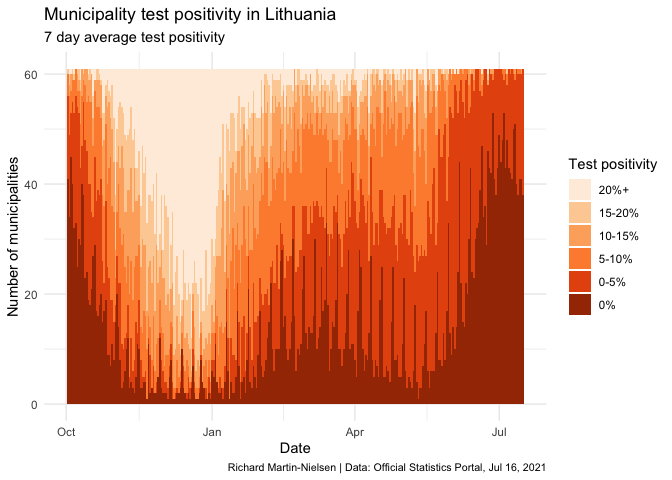 Municipality test positivity in Lithuania
7 day average test positivity
Number of municipalities
60
40
20
0
Oct
Jan
Apr
Jul
Date
Test positivity
20%+
15-20%
10-15%
5-10%
0-5%
0%
Richard Martin-Nielsen | Data: Official Statistics Portal, Jul 16, 2021